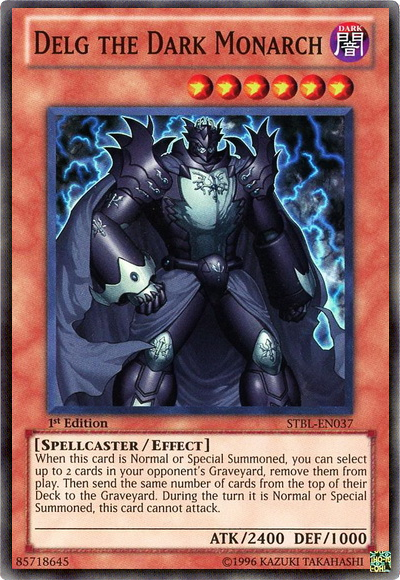 DELG THE DARK MONARCH
DARK
闇
1st Edition
STBL-EN037
[SPELLCASTER / EFFECT]
When this card is Normal or Special Summoned, you can select
up to 2 cards in your opponent's Graveyard, remove them from
play. Then send the same number of cards from the top of their
Deck to the Graveyard. During the turn it is Normal or Special
Summoned, this card cannot attack.
ATK/2400 DEF/1000
85718645
©1996 KAZUKI TAKAHASHI